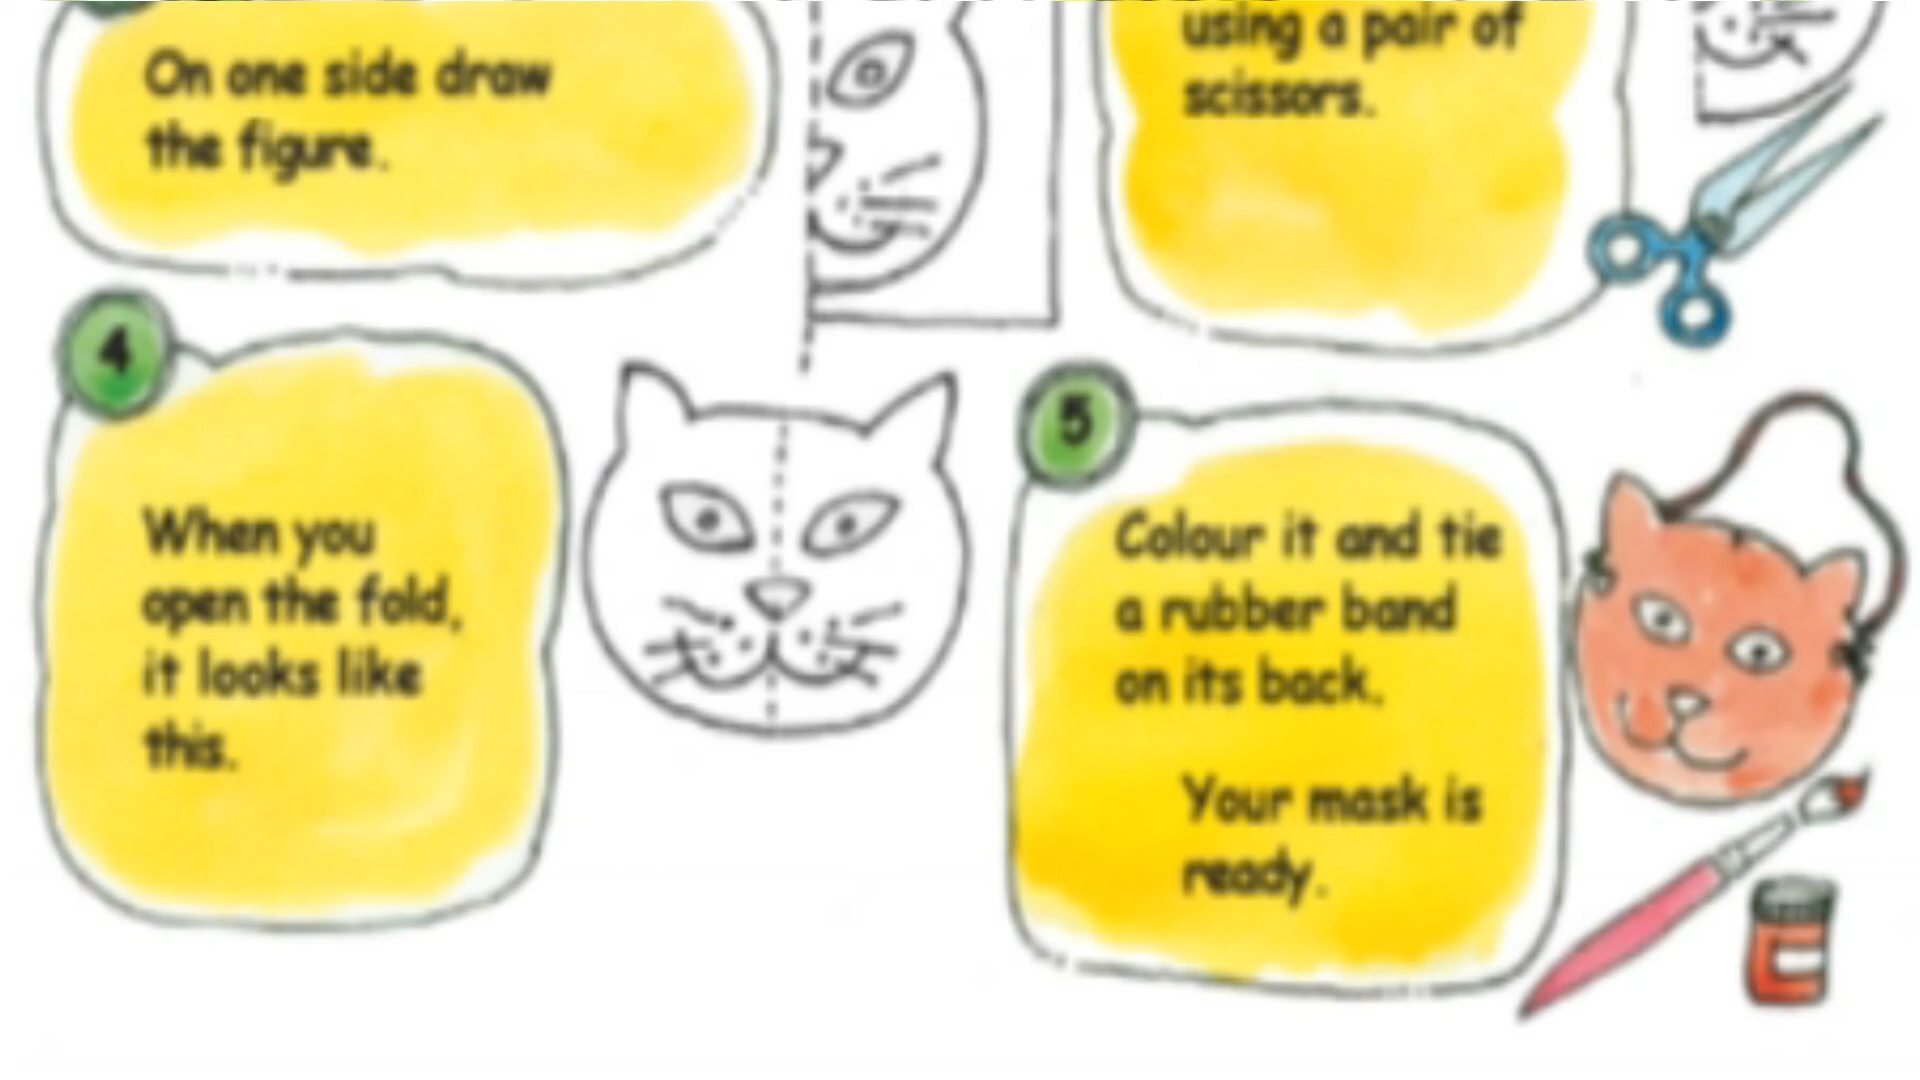 On one side draw
the figure.
using a pair of
scissors.
4
When you
open the fold,
it looks like
this.
5
Colour it and tie
a rubber band
on its back.
Your mask is
ready.